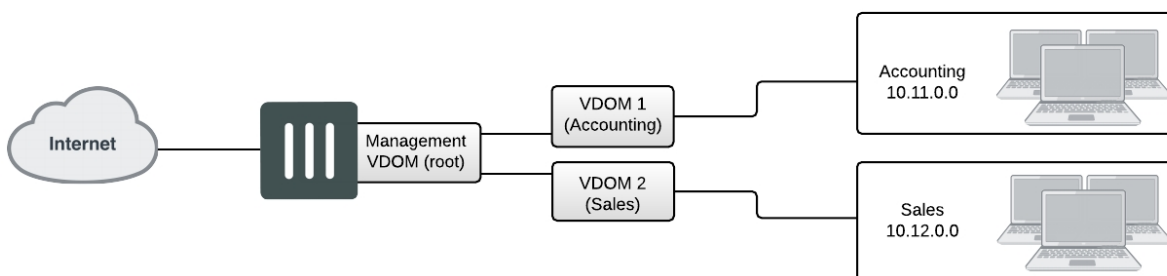 Internet
Management
VDOM (root)
VDOM 1
(Accounting)
VDOM 2
(Sales)
Accounting
10.11.0.0
Sales
10.12.0.0